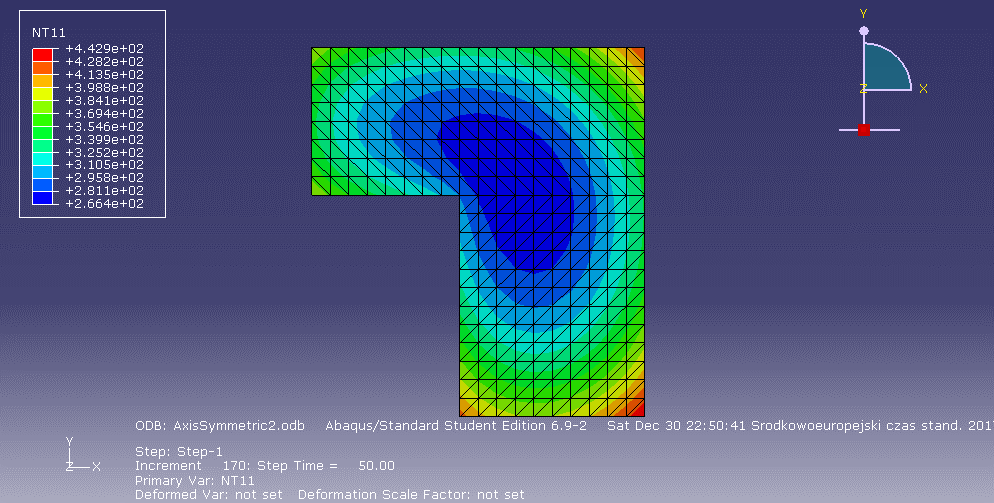 NT11
+4.429e+02
+4.282e+02
+4.135e+02
+3.988e+02
+3.841e+02
+3.694e+02
+3.546e+02
+3.399e+02
+3.252e+02
+3.105e+02
+2.958e+02
+2.811e+02
+2.664e+02
Y
Z X
ODB: AxisSymmetric2.odb Abaqus/Standard Student Edition 6.9-2 Sat Dec 30 22:50:41 Srodkowoeuropejski czas stand. 201
Y
Z X
Step: Step-1
Increment 170: Step Time = 50.00
Primary Var: NT11
Deformed Var: not set Deformation Scale Factor: not set